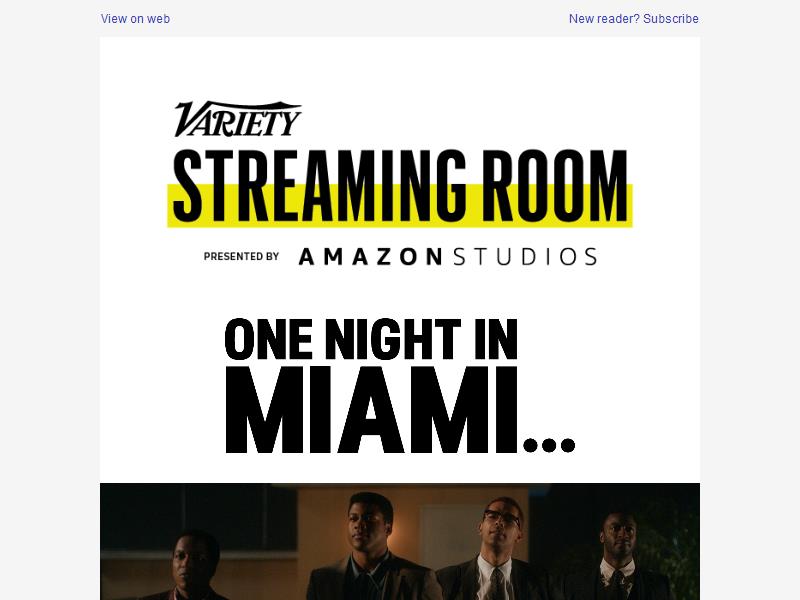 View on web
New reader? Subscribe
VARIETY
STREAMING ROOM
PRESENTED BY AMAZON STUDIOS
ONE NIGHT IN
MIAMI...